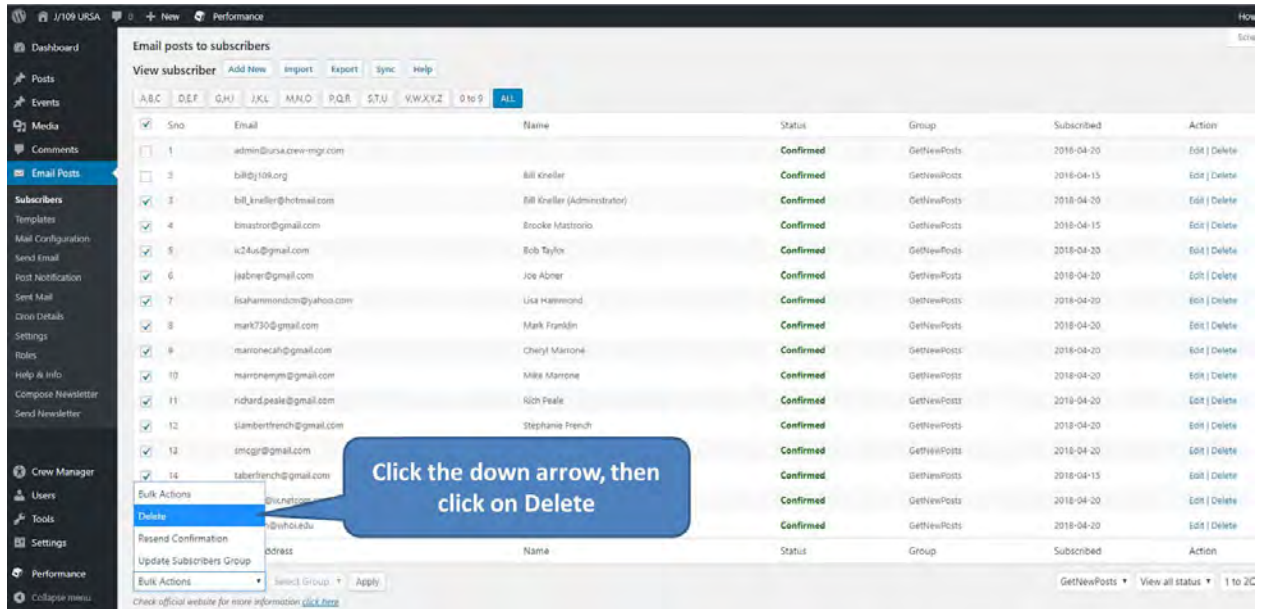 J/109 URSA 0 + New Performance How
Dashboard
Posts
Events
Media
Comments
Email Posts
Subscribers
Templates
Mail Configuration
Send Email
Post Notification
Sent Mail
Cron Details
Settings
Roles
Help & Info
Compose Newsletter
Send Newsletter
Crew Manager
Users
Tools
Settings
Performance
Collapse menu
Email posts to subscribers
View subscriber Add New Import Export Sync Help
A,B,C D,E,F G,H,I J,K,L M,N,O P,Q,R S,T,U V,W,X,Y,Z 0 to 9 ALL
Sno Email Name Status Group Subscribed Action
1 admin@ursa.crew-mgr.com Confirmed GetNewPosts 2018-04-20 Edit | Delete
2 bill@j109.org Bill Kneller Confirmed GetNewPosts 2018-04-15 Edit | Delete
3 bill_kneller@hotmail.com Bill Kneller (Administrator) Confirmed GetNewPosts 2018-04-20 Edit | Delete
4 bmastror@gmail.com Brooke Mastrorio Confirmed GetNewPosts 2018-04-15 Edit | Delete
5 ic24us@gmail.com Bob Taylor Confirmed GetNewPosts 2018-04-20 Edit | Delete
6 jeabner@gmail.com Joe Abner Confirmed GetNewPosts 2018-04-20 Edit | Delete
7 lisahammondcm@yahoo.com Lisa Hammond Confirmed GetNewPosts 2018-04-20 Edit | Delete
8 mark730@gmail.com Mark Franklin Confirmed GetNewPosts 2018-04-20 Edit | Delete
9 marronecah@gmail.com Cheryl Marrone Confirmed GetNewPosts 2018-04-20 Edit | Delete
10 marronemjm@gmail.com Mike Marrone Confirmed GetNewPosts 2018-04-20 Edit | Delete
11 richard.peale@gmail.com Rich Peale Confirmed GetNewPosts 2018-04-20 Edit | Delete
12 slambertfrench@gmail.com Stephanie French Confirmed GetNewPosts 2018-04-20 Edit | Delete
13 smcgr@gmail.com Confirmed GetNewPosts 2018-04-20 Edit | Delete
14 taberfrench@gmail.com Confirmed GetNewPosts 2018-04-15 Edit | Delete
Confirmed GetNewPosts 2018-04-20 Edit | Delete
@whoi.edu Confirmed GetNewPosts 2018-04-20 Edit | Delete
ddress Name Status Group Subscribed Action
Bulk Actions
Delete
Resend Confirmation
Update Subscribers Group
Click the down arrow, then
click on Delete
Bulk Actions Select Group Apply GetNewPosts View all status 1 to 20
Check official website for more information click here